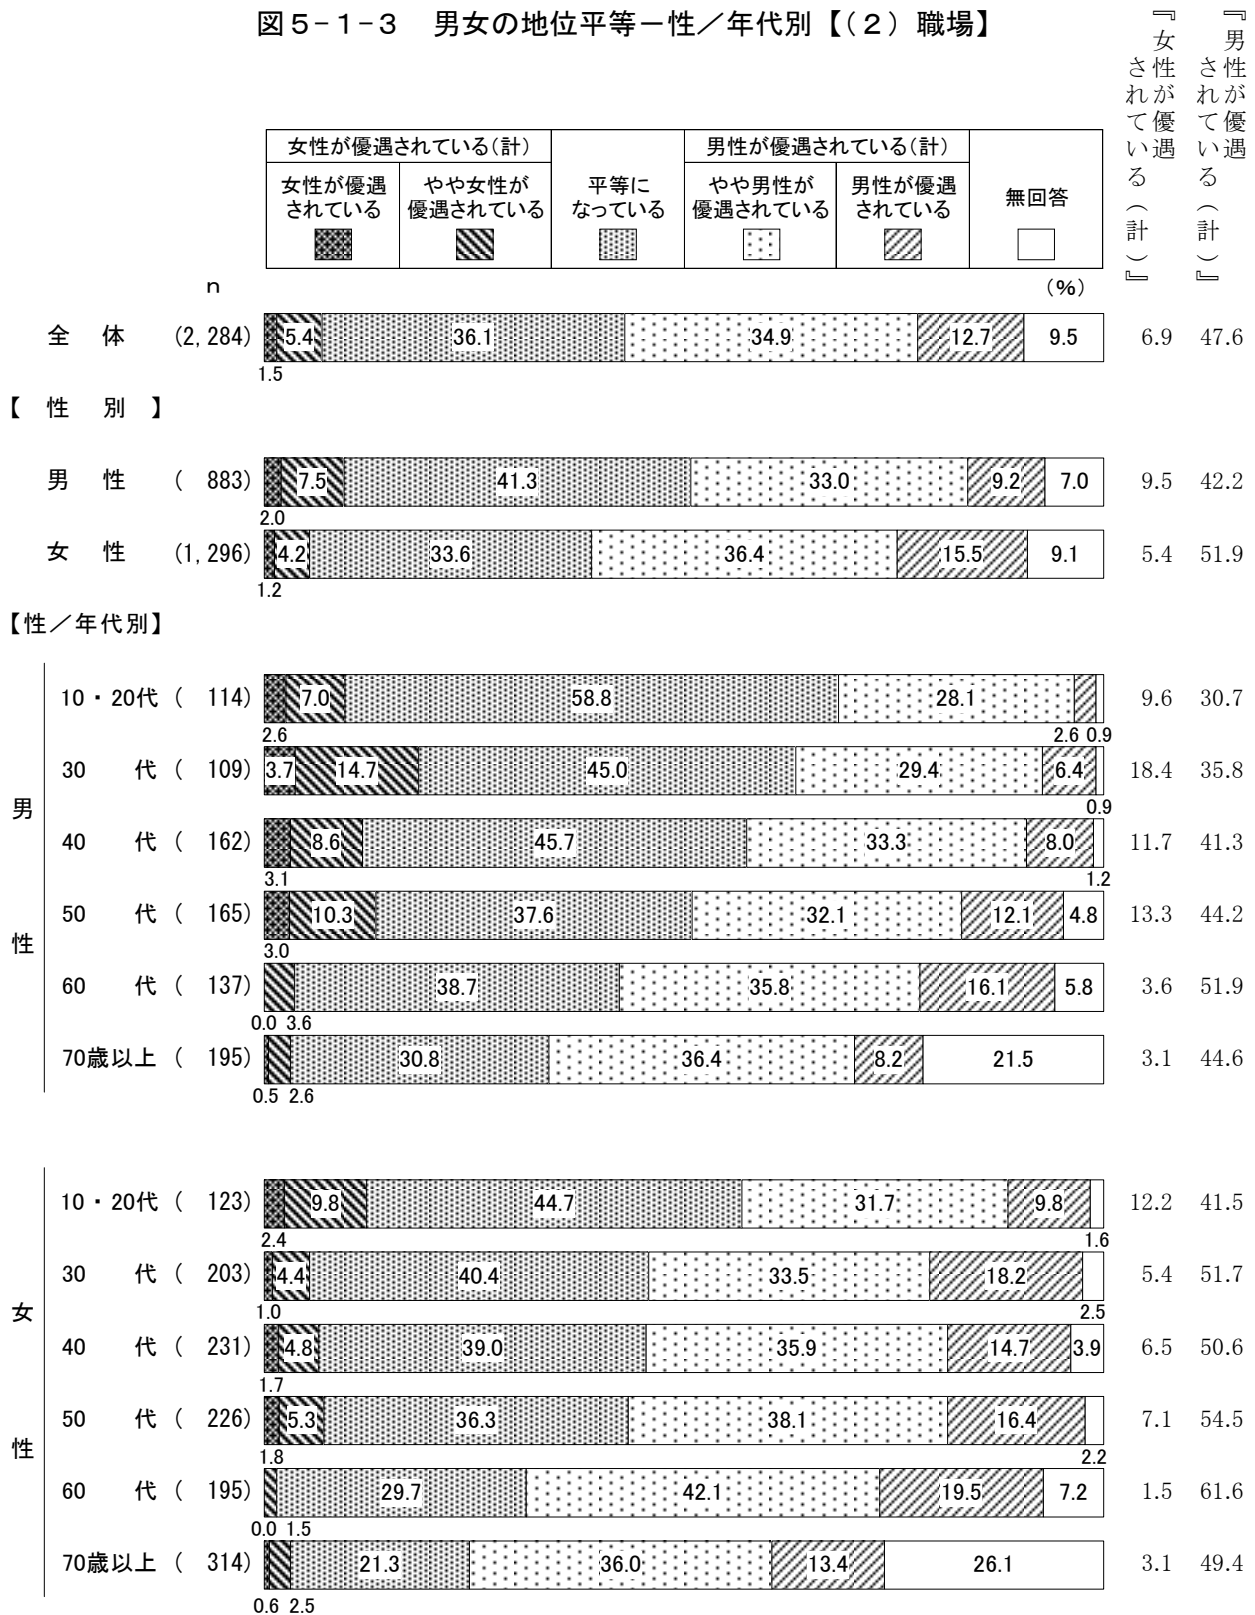 図５－１－３　男女の地位平等－性／年代別【（２）職場】
『女性が優遇されている（計）』
『男性が優遇されている（計）』
女性が優遇されている（計）
男性が優遇されている（計）
女性が優遇されている
やや女性が優遇されている
平等になっている
やや男性が優遇されている
男性が優遇されている
無回答
n
（％）
全　体 (2,284) 5.4 36.1 34.9 12.7 9.5 6.9 47.6
1.5
【　性　別　】
男　性 ( 883) 7.5 41.3 33.0 9.2 7.0 9.5 42.2
2.0
女　性 (1,296) 4.2 33.6 36.4 15.5 9.1 5.4 51.9
1.2
【性／年代別】
男性
10・20代 ( 114) 7.0 58.8 28.1 9.6 30.7
2.6 2.6 0.9
30　代 ( 109) 3.7 14.7 45.0 29.4 6.4 18.4 35.8
0.9
40　代 ( 162) 8.6 45.7 33.3 8.0 11.7 41.3
3.1 1.2
50　代 ( 165) 10.3 37.6 32.1 12.1 4.8 13.3 44.2
3.0
60　代 ( 137) 38.7 35.8 16.1 5.8 3.6 51.9
0.0 3.6
70歳以上 ( 195) 30.8 36.4 8.2 21.5 3.1 44.6
0.5 2.6
女性
10・20代 ( 123) 9.8 44.7 31.7 9.8 12.2 41.5
2.4 1.6
30　代 ( 203) 4.4 40.4 33.5 18.2 5.4 51.7
1.0 2.5
40　代 ( 231) 4.8 39.0 35.9 14.7 3.9 6.5 50.6
1.7
50　代 ( 226) 5.3 36.3 38.1 16.4 7.1 54.5
1.8 2.2
60　代 ( 195) 29.7 42.1 19.5 7.2 1.5 61.6
0.0 1.5
70歳以上 ( 314) 21.3 36.0 13.4 26.1 3.1 49.4
0.6 2.5